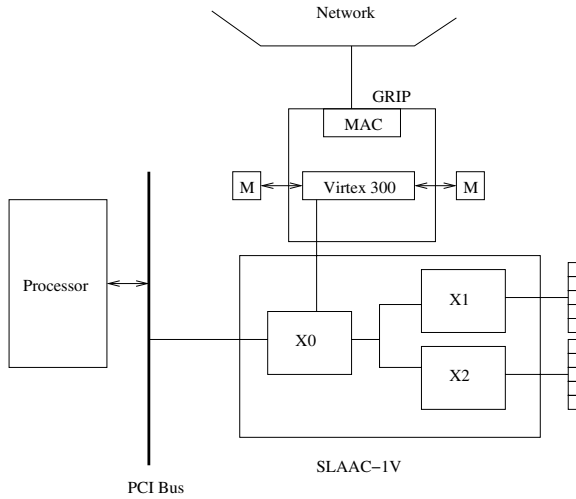 Network
GRIP
MAC
M
Virtex 300
M
Processor
X1
X0
X2
SLAAC−1V
PCI Bus